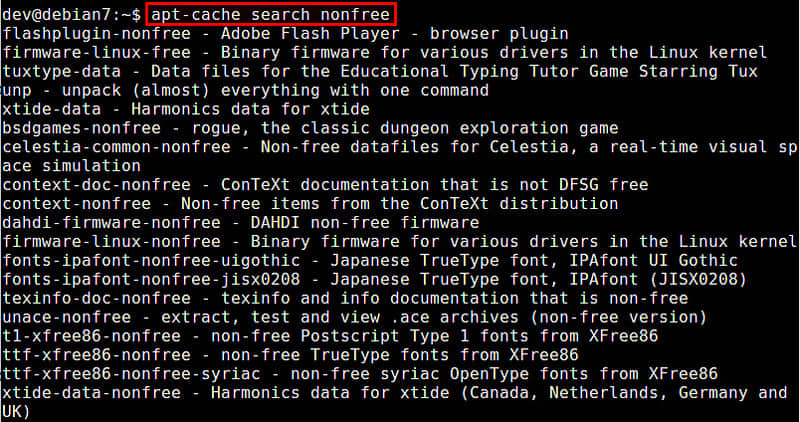 dev@debian7:~$ apt-cache search nonfree
flashplugin-nonfree - Adobe Flash Player - browser plugin
firmware-linux-free - Binary firmware for various drivers in the Linux kernel
tuxtype-data - Data files for the Educational Typing Tutor Game Starring Tux
unp - unpack (almost) everything with one command
xtide-data - Harmonics data for xtide
bsdgames-nonfree - rogue, the classic dungeon exploration game
celestia-common-nonfree - Non-free datafiles for Celestia, a real-time visual sp
ace simulation
context-doc-nonfree - ConTeXt documentation that is not DFSG free
context-nonfree - Non-free items from the ConTeXt distribution
dahdi-firmware-nonfree - DAHDI non-free firmware
firmware-linux-nonfree - Binary firmware for various drivers in the Linux kernel
fonts-ipafont-nonfree-uigothic - Japanese TrueType font, IPAfont UI Gothic
fonts-ipafont-nonfree-jisx0208 - Japanese TrueType font, IPAfont (JISX0208)
texinfo-doc-nonfree - texinfo and info documentation that is non-free
unace-nonfree - extract, test and view .ace archives (non-free version)
t1-xfree86-nonfree - non-free Postscript Type 1 fonts from XFree86
ttf-xfree86-nonfree - non-free TrueType fonts from XFree86
ttf-xfree86-nonfree-syriac - non-free syriac OpenType fonts from XFree86
xtide-data-nonfree - Harmonics data for xtide (Canada, Netherlands, Germany and
UK)